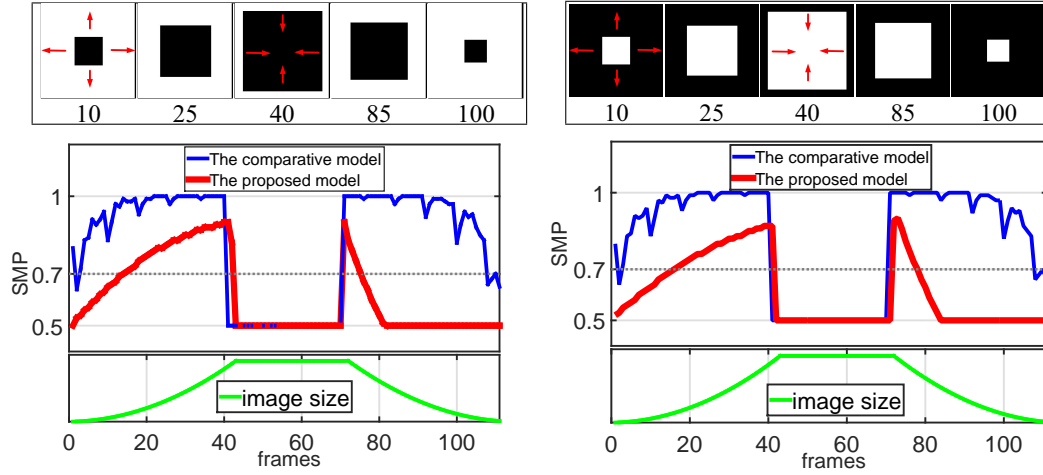 10 25 40 85 100
The comparative model
The proposed model
1
0.7
0.5
SMP
image size
0 20 40 60 80 100
frames
10 25 40 85 100
The comparative model
The proposed model
1
0.7
0.5
SMP
image size
0 20 40 60 80 100
frames